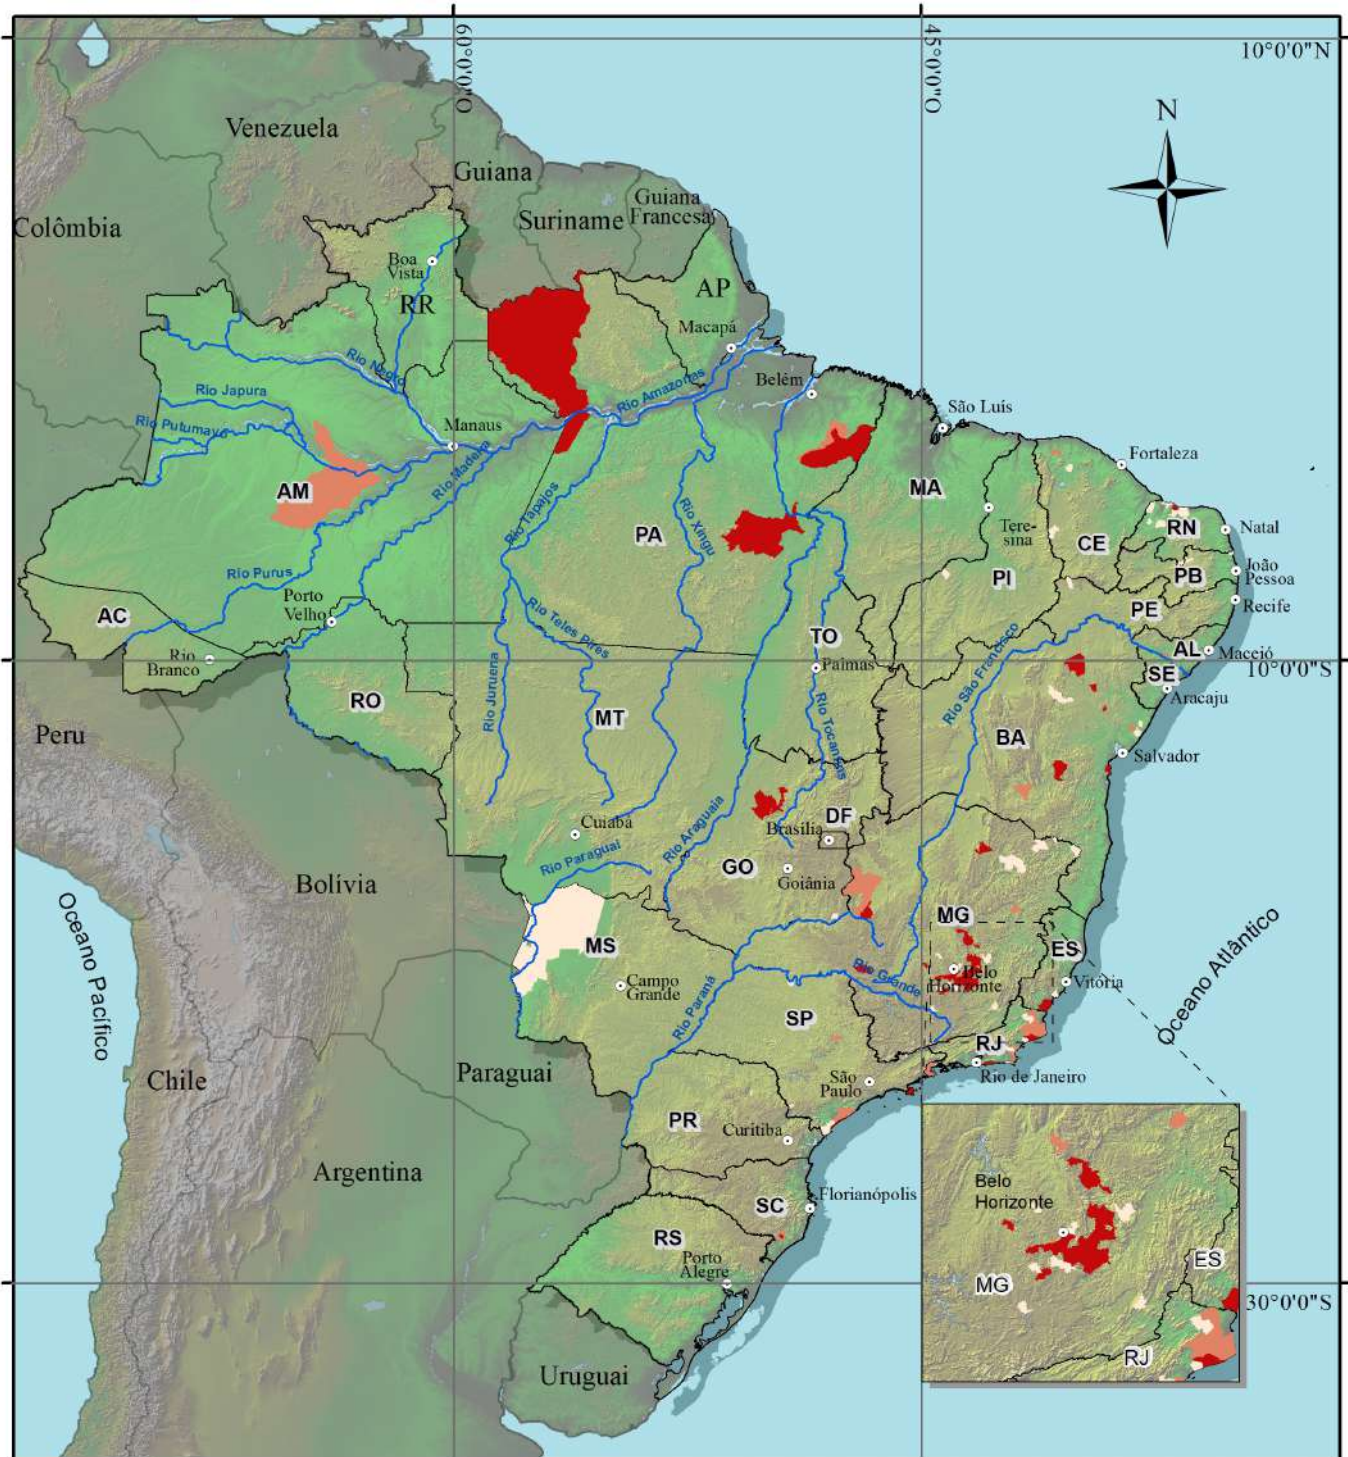 60°0'0"O
45°0'0"O
10°0'0"N
N
Venezuela
Guiana
Suriname
Guiana
Francesa
Colômbia
Boa
Vista
RR
AP
Macapá
Belém
Rio Negro
Rio Japura
Rio Putumayo
Rio Amazonas
Manaus
Rio Madeira
São Luís
Fortaleza
AM
MA
Rio Tapajos
Rio Xingu
PA
Tere-
sina
CE
RN
Natal
PI
PB
João
Pessoa
Rio Purus
Porto
Velho
Recife
PE
AC
Rio Teles Pires
TO
Rio São Francisco
AL
Maceió
Rio
Branco
Palmas
10°0'0"S
SE
Aracaju
RO
Rio Juruena
MT
Rio Tocantins
BA
Peru
Salvador
DF
Cuiabá
Brasília
Rio Araguaia
Rio Paraguai
GO
Goiânia
Bolívia
Oceano Pacífico
MS
MG
ES
Oceano Atlântico
Campo
Grande
Rio Grande
Belo
Horizonte
Vitória
Rio Paraná
SP
RJ
Rio de Janeiro
Chile
Paraguai
São
Paulo
PR
Curitiba
Argentina
SC
Florianópolis
RS
Porto
Alegre
Belo
Horizonte
ES
MG
30°0'0"S
RJ
Uruguai